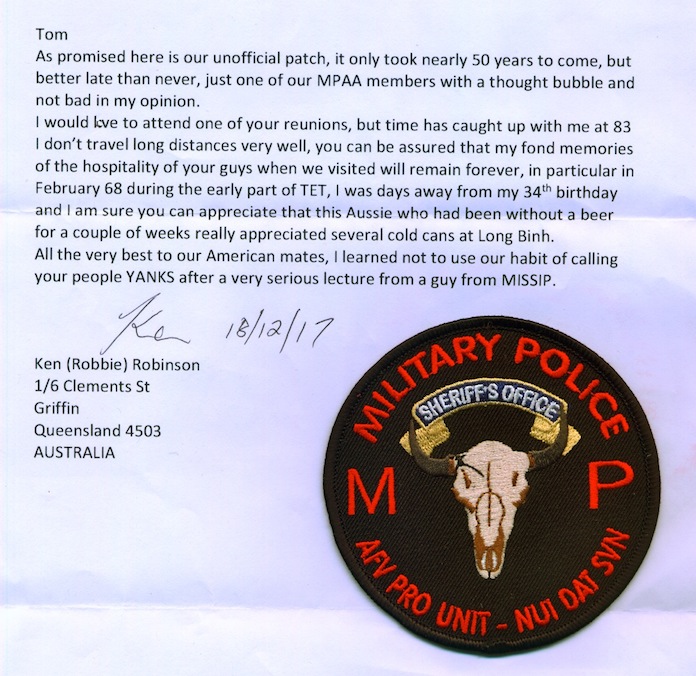 Tom
As promised here is our unofficial patch, it only took nearly 50 years to come, but
better late than never, just one of our MPAA members with a thought bubble and
not bad in my opinion.
I would love to attend one of your reunions, but time has caught up with me at 83
I don't travel long distances very well, you can be assured that my fond memories
of the hospitality of your guys when we visited will remain forever, in particular in
February 68 during the early part of TET, I was days away from my 34th birthday
and I am sure you can appreciate that this Aussie who had been without a beer
for a couple of weeks really appreciated several cold cans at Long Binh.
All the very best to our American mates, I learned not to use our habit of calling
your people YANKS after a very serious lecture from a guy from MISSIP.
Ken 18/12/17
Ken (Robbie) Robinson
1/6 Clements St
Griffin
Queensland 4503
AUSTRALIA
MILITARY POLICE
SHERIFF'S OFFICE
M P
AFV PRO UNIT - NUI DAT SVN